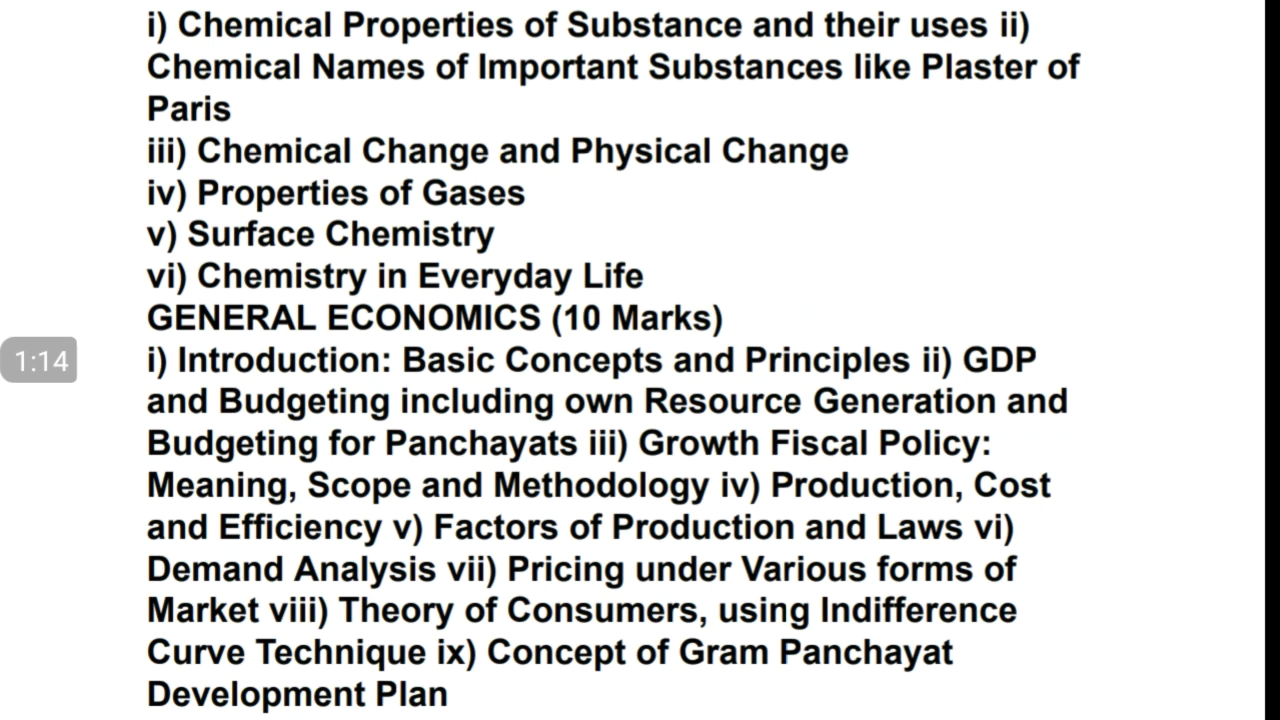 i) Chemical Properties of Substance and their uses ii)
Chemical Names of Important Substances like Plaster of
Paris
iii) Chemical Change and Physical Change
iv) Properties of Gases
v) Surface Chemistry
vi) Chemistry in Everyday Life
GENERAL ECONOMICS (10 Marks)
1:14
i) Introduction: Basic Concepts and Principles ii) GDP
and Budgeting including own Resource Generation and
Budgeting for Panchayats iii) Growth Fiscal Policy:
Meaning, Scope and Methodology iv) Production, Cost
and Efficiency v) Factors of Production and Laws vi)
Demand Analysis vii) Pricing under Various forms of
Market viii) Theory of Consumers, using Indifference
Curve Technique ix) Concept of Gram Panchayat
Development Plan